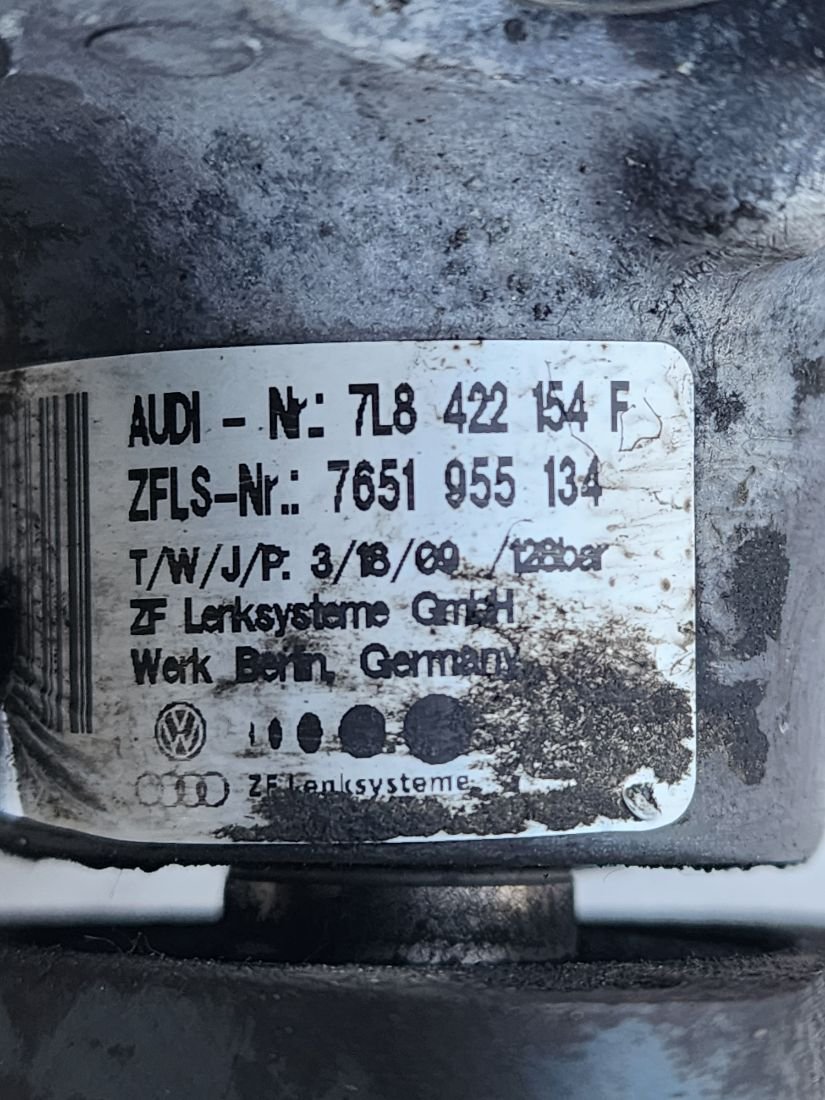 AUDI - Nr.: 7L8 422 154 F
ZFLS-Nr.: 7651 955 134
T/W/J/P: 3/18/09 /128bar
ZF Lenksysteme GmbH
Werk Berlin, Germany
ZF Lenksysteme